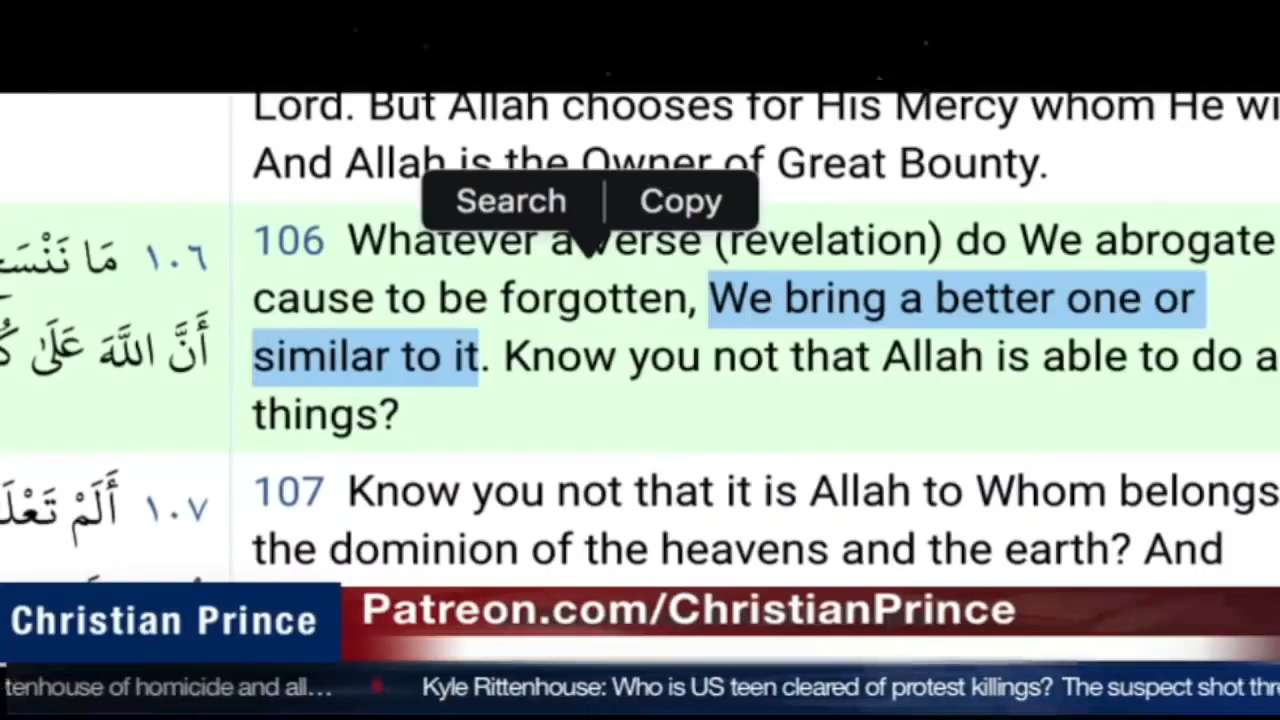 Lord. But Allah chooses for His Mercy whom He wi
And Allah is the Owner of Great Bounty.
Search | Copy
106 Whatever a verse (revelation) do We abrogate
cause to be forgotten, We bring a better one or
similar to it. Know you not that Allah is able to do a
things?
١٠٦ مَا نَنْسَ
أَنَّ اللَّهَ عَلَىٰ كُ
107 Know you not that it is Allah to Whom belongs
the dominion of the heavens and the earth? And
١٠٧ أَلَمْ تَعْلَ
Christian Prince
Patreon.com/ChristianPrince
tenhouse of homicide and all... Kyle Rittenhouse: Who is US teen cleared of protest killings? The suspect shot thr